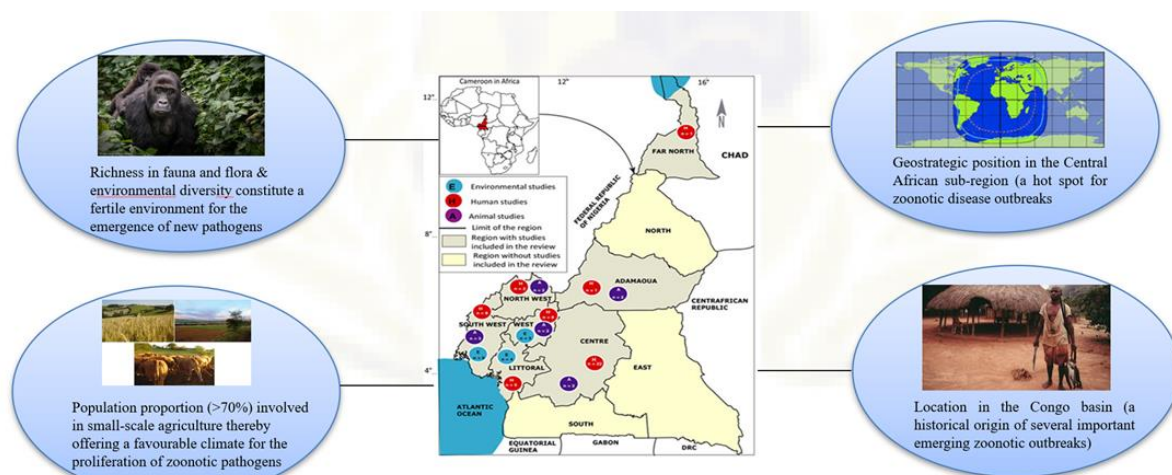 Richness in fauna and flora &
environmental diversity constitute a
fertile environment for the
emergence of new pathogens
Geostrategic position in the Central
African sub-region (a hot spot for
zoonotic disease outbreaks
Population proportion (>70%) involved
in small-scale agriculture thereby
offering a favourable climate for the
proliferation of zoonotic pathogens
Location in the Congo basin (a
historical origin of several important
emerging zoonotic outbreaks)
Cameroon in Africa
12°
16°
12°
N
E Environmental studies
H Human studies
A Animal studies
Limit of the region
Region with studies
included in the review
Region without studies
included in the review
H
FAR NORTH
CHAD
FEDERAL REPUBLIC
OF NIGERIA
NORTH
8°
ADAMAOUA
H
A
CENTRAFRICAN
REPUBLIC
H
A
NORTH WEST
H
H
SOUTH WEST
WEST
A
A
E
E
E
CENTRE
LITTORAL
H
EAST
4°
H
A
ATLANTIC
OCEAN
SOUTH
EQUATORIAL
GUINEA
GABON
DRC